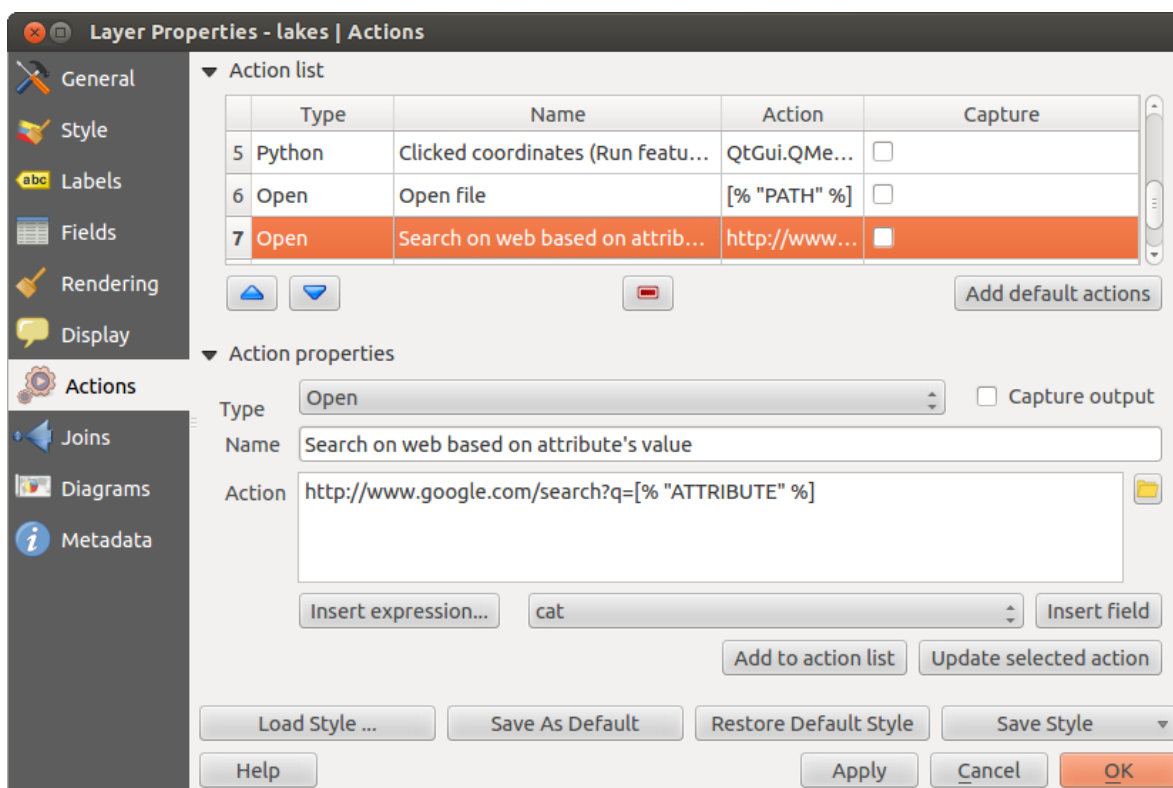 Layer Properties - lakes | Actions
General
Style
abc Labels
Fields
Rendering
Display
Actions
Joins
Diagrams
i Metadata
Action list
Type Name Action Capture
5 Python Clicked coordinates (Run featu... QtGui.QMe...
6 Open Open file [% "PATH" %]
7 Open Search on web based on attrib... http://www...
Add default actions
Action properties
Type Open Capture output
Name Search on web based on attribute's value
Action http://www.google.com/search?q=[% "ATTRIBUTE" %]
Insert expression... cat Insert field
Add to action list Update selected action
Load Style ... Save As Default Restore Default Style Save Style
Help Apply Cancel OK